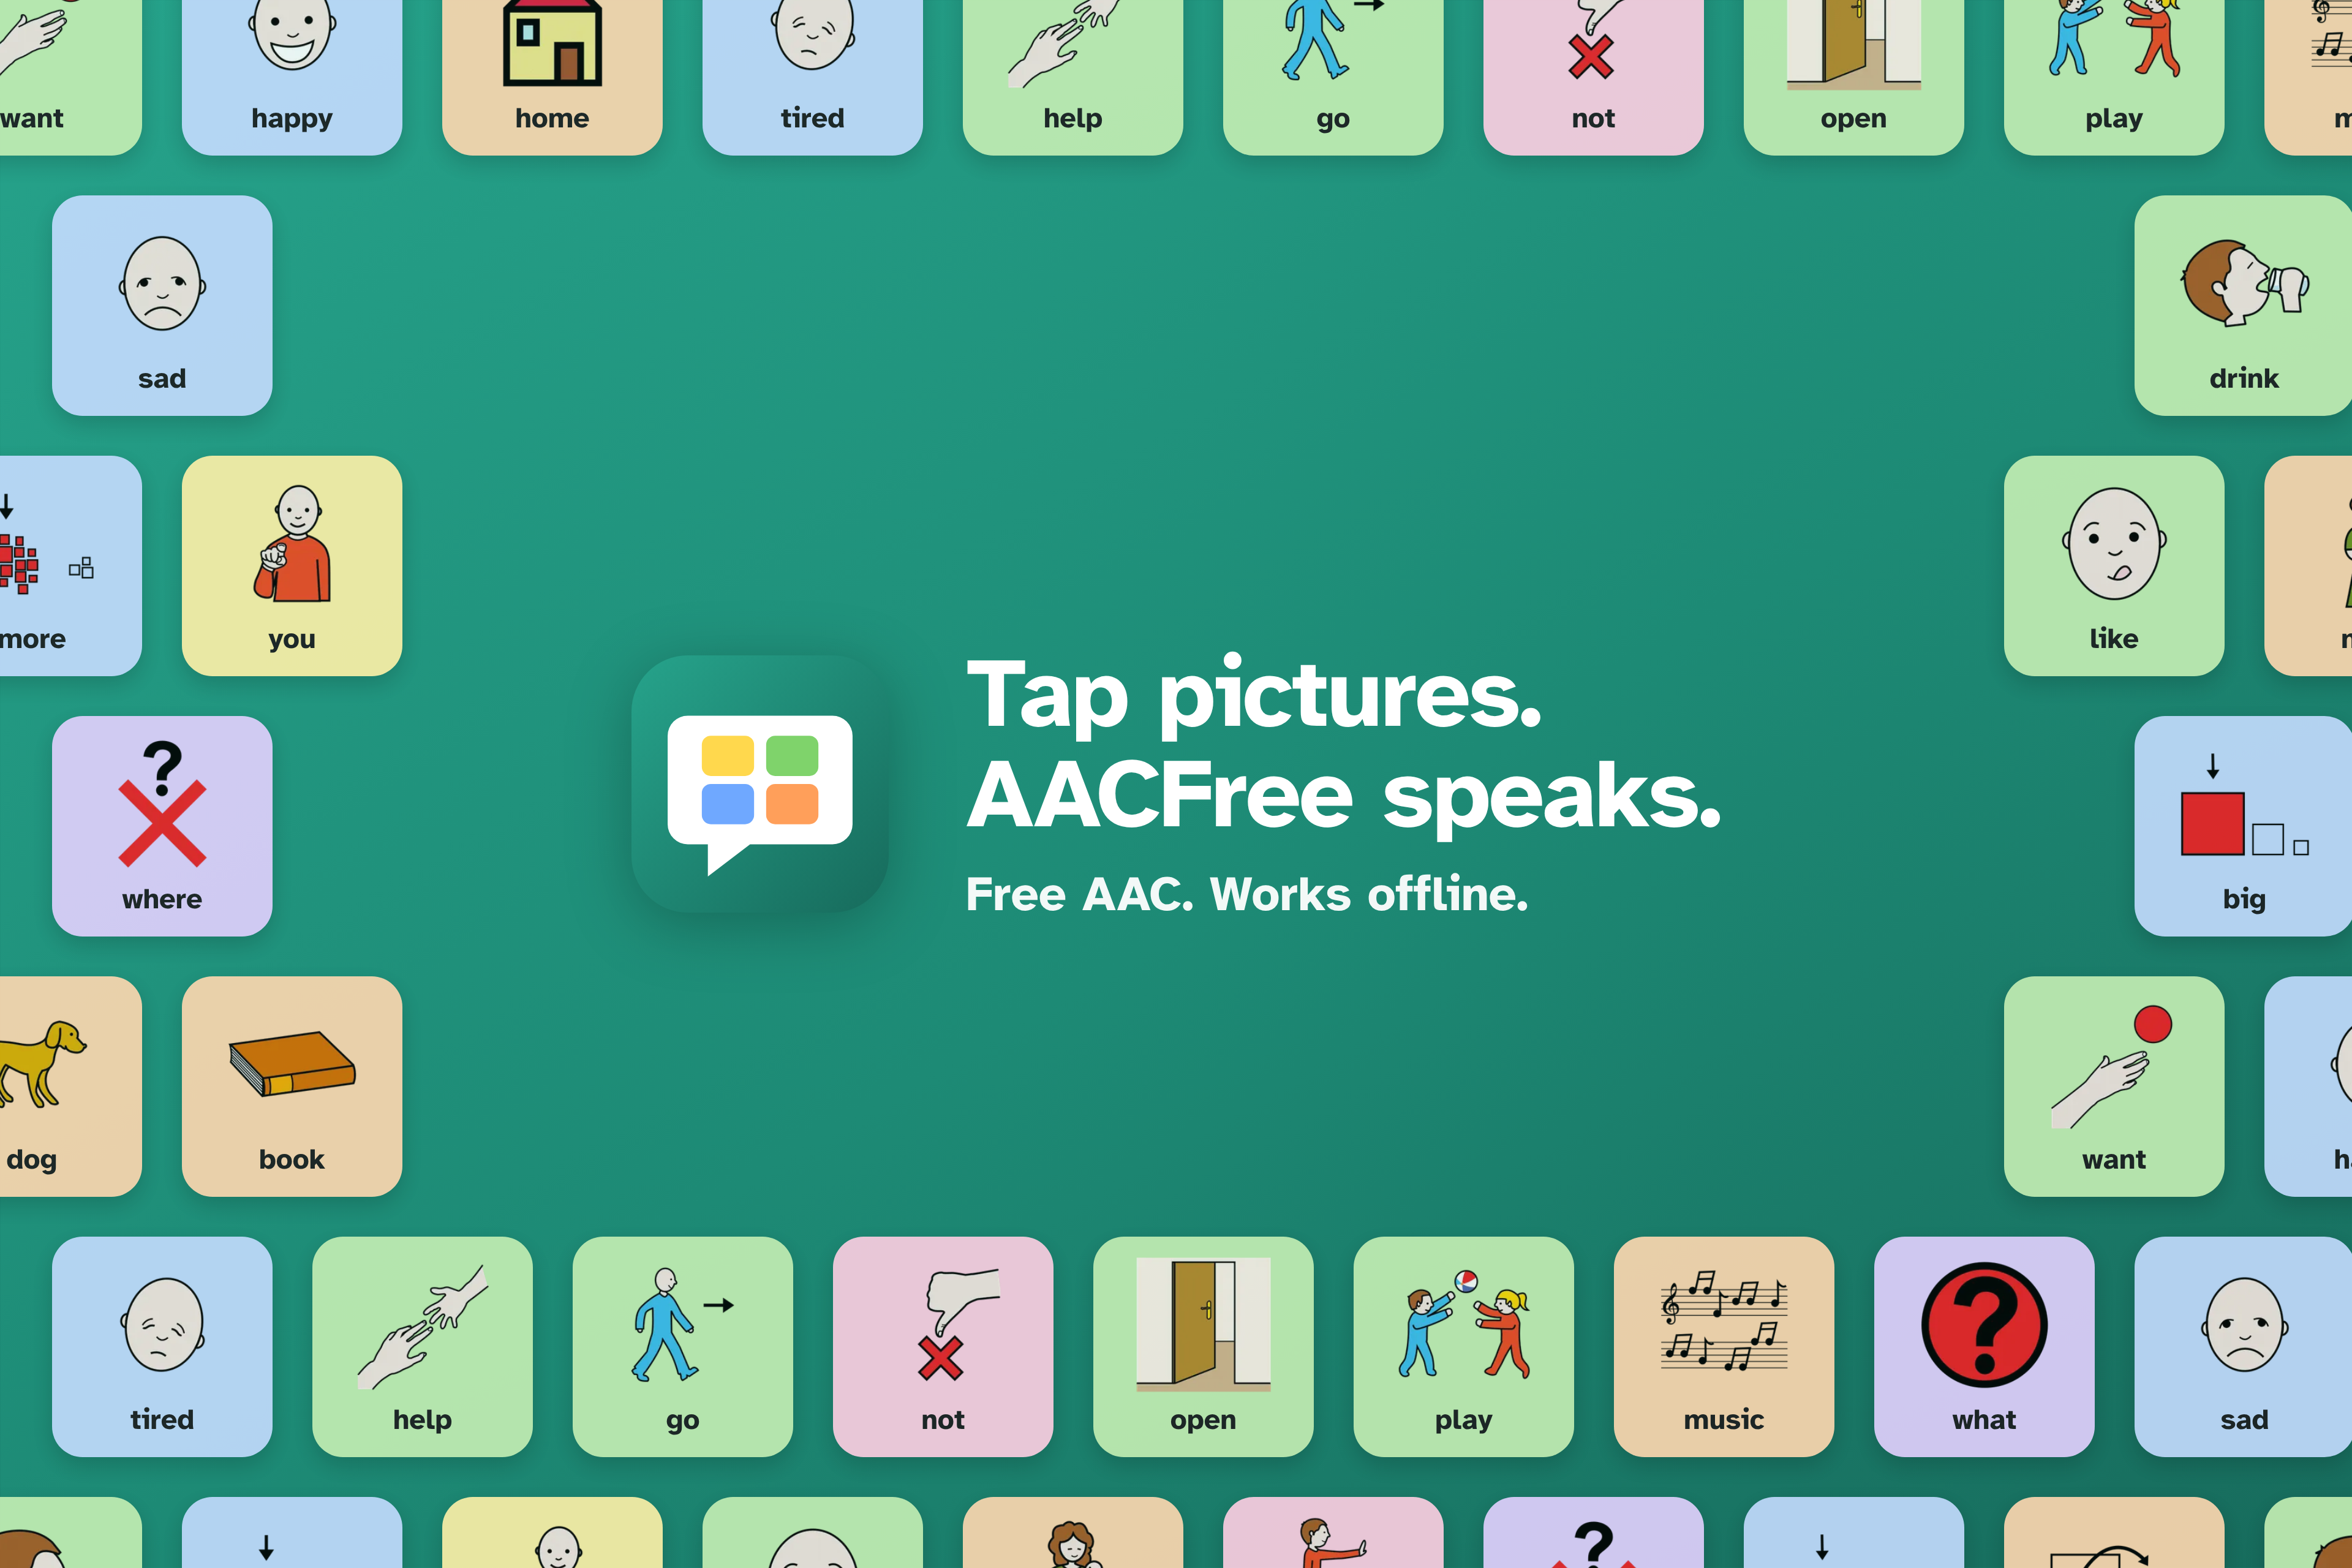 want
happy
home
tired
help
go
not
open
play
sad
drink
more
you
like
Tap pictures.
AACFree speaks.
Free AAC. Works offline.
?
where
big
dog
book
want
tired
help
go
not
open
play
music
?
what
sad
?